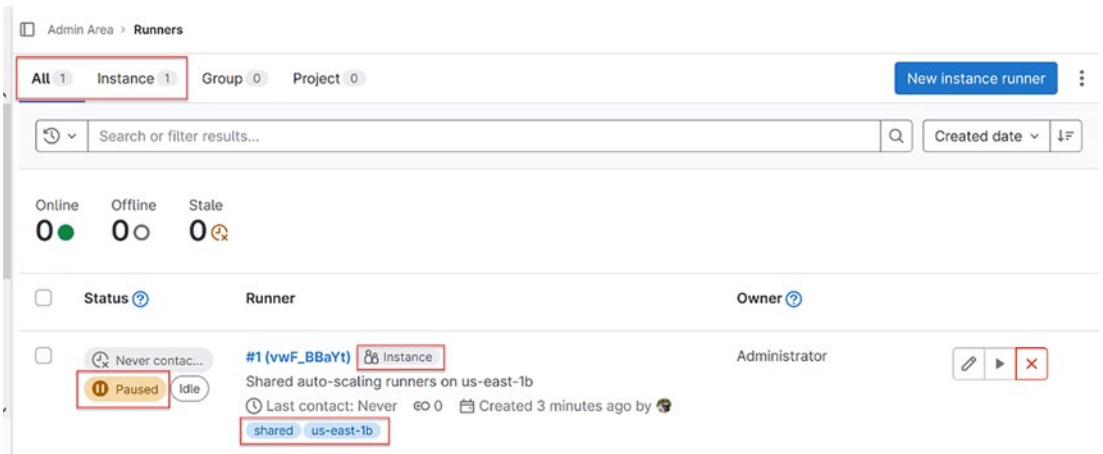 Admin Area > Runners
All 1 Instance 1 Group 0 Project 0 New instance runner
Search or filter results... Created date
Online Offline Stale
0 0 0
Status Runner Owner
Never contac... #1 (vwF_BBaYt) Instance Administrator
Paused Idle Shared auto-scaling runners on us-east-1b
Last contact: Never 0 Created 3 minutes ago by
shared us-east-1b